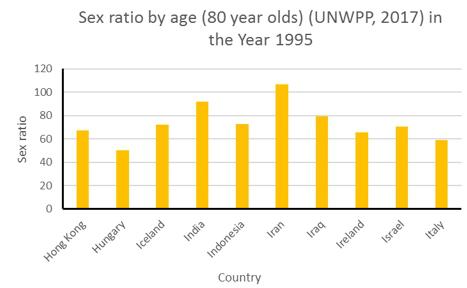 Sex ratio by age (80 year olds) (UNWPP, 2017) in
the Year 1995
120
100
80
60
40
20
0
Sex ratio
Hong Kong
Hungary
Iceland
India
Indonesia
Iran
Iraq
Ireland
Israel
Italy
Country